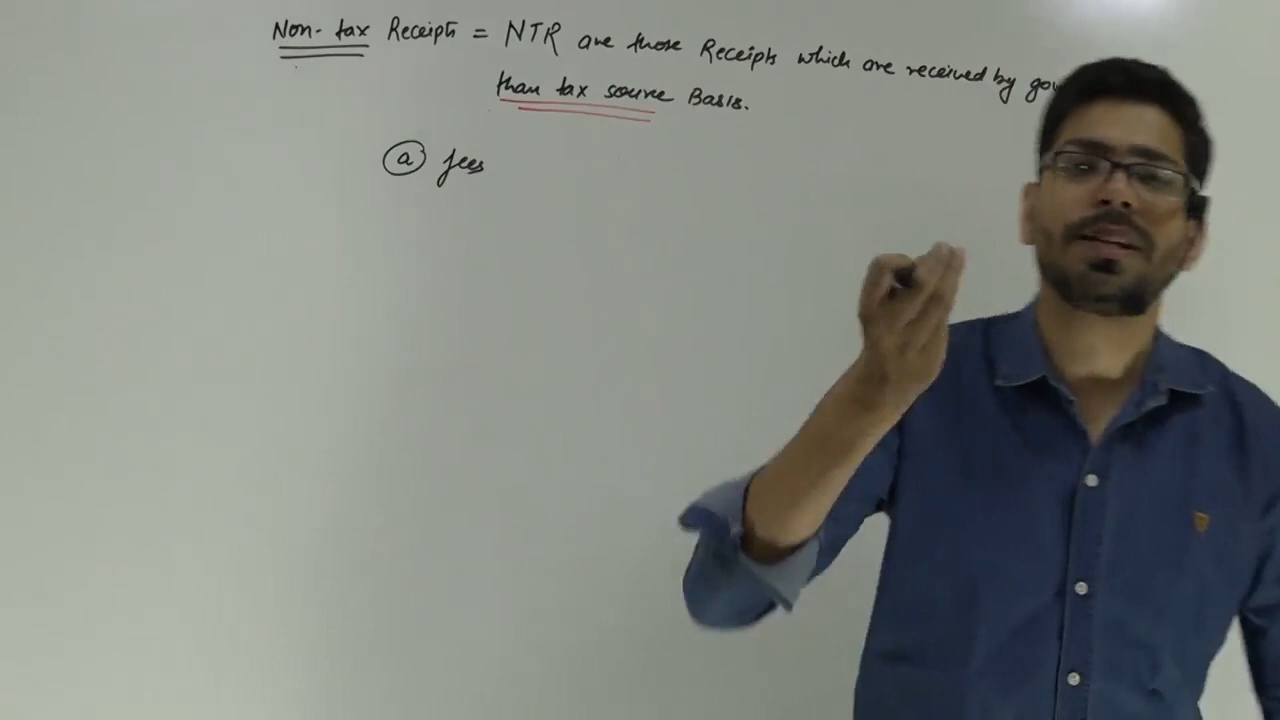 Non-tax Receipts = NTR are those Receipts which are received by gov
than tax source Basis.
(a) fees